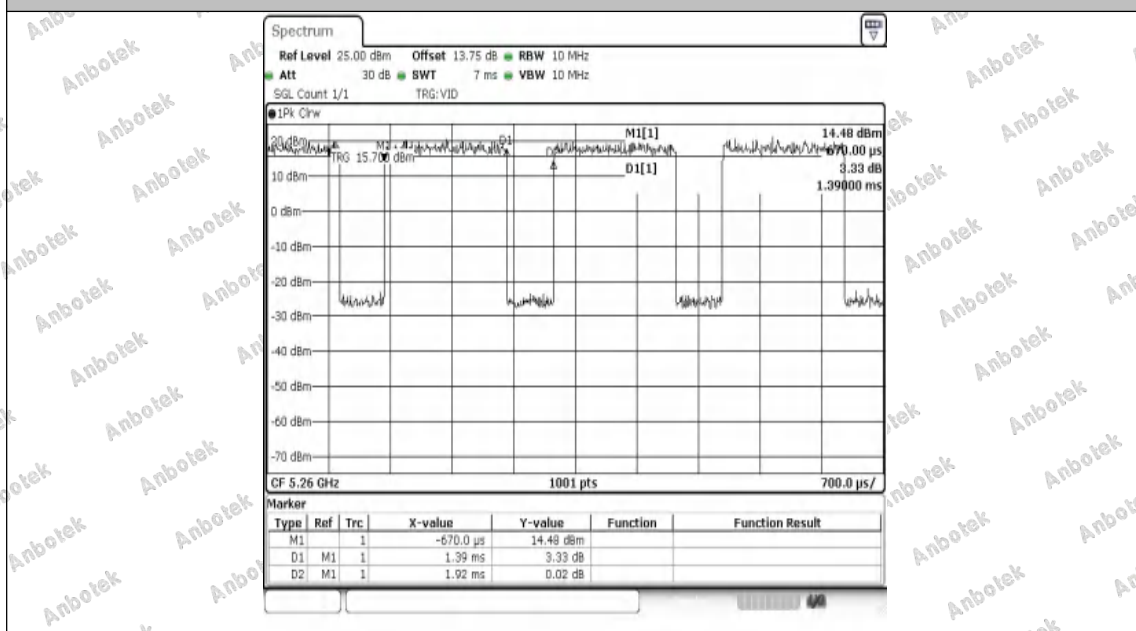 Spectrum
Ref Level 25.00 dBm Offset 13.75 dB RBW 10 MHz
Att 30 dB SWT 7 ms VBW 10 MHz
SGL Count 1/1 TRG:VID
1Pk Clrw
M1[1] 14.48 dBm
-670.00 µs
D1[1] 3.33 dB
1.39000 ms
20 dBm
D1
TRG 15.700 dBm
10 dBm
0 dBm
-10 dBm
-20 dBm
-30 dBm
-40 dBm
-50 dBm
-60 dBm
-70 dBm
CF 5.26 GHz 1001 pts 700.0 µs/
Marker
Type Ref Trc X-value Y-value Function Function Result
M1 1 -670.0 µs 14.48 dBm
D1 M1 1 1.39 ms 3.33 dB
D2 M1 1 1.92 ms 0.02 dB
Anbotek